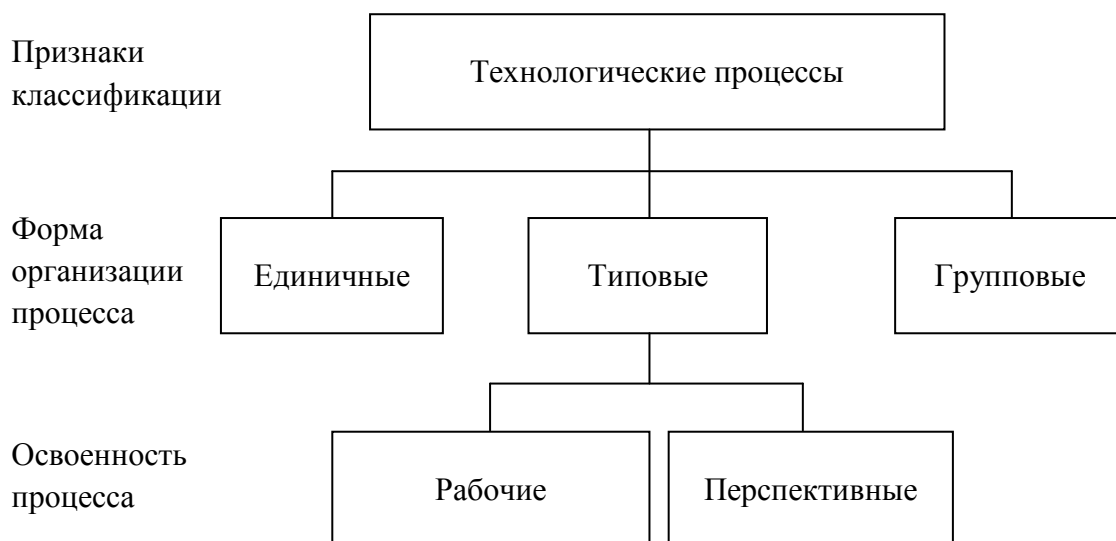 Признаки
классификации
Технологические процессы
Форма
организации
процесса
Единичные
Типовые
Групповые
Освоенность
процесса
Рабочие
Перспективные